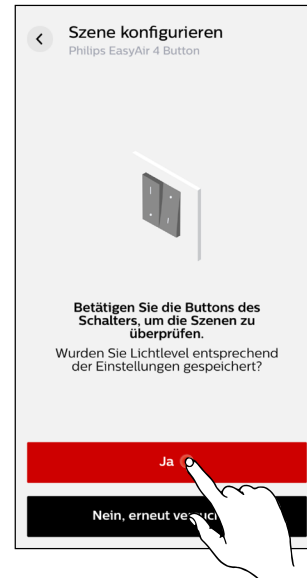 Szene konfigurieren
Philips EasyAir 4 Button
Betätigen Sie die Buttons des
Schalters, um die Szenen zu
überprüfen.
Wurden Sie Lichtlevel entsprechend
der Einstellungen gespeichert?
Ja
Nein, erneut